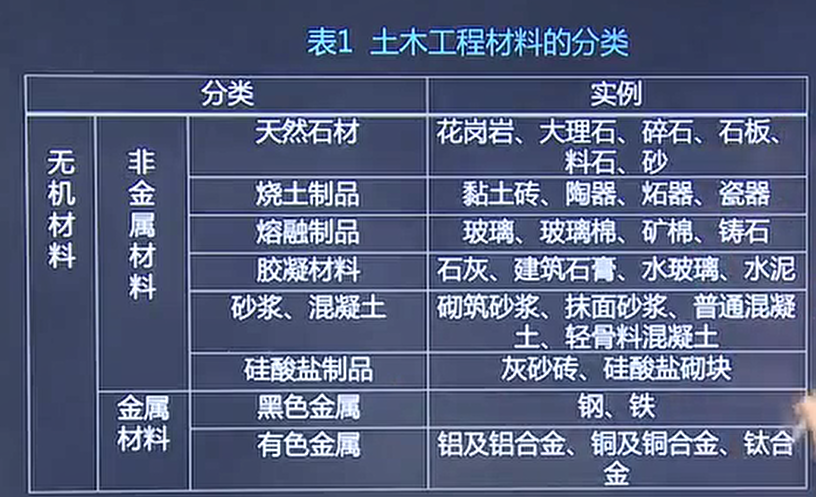 表1 土木工程材料的分类
分类 实例
无机材料
非金属材料
天然石材 花岗岩、大理石、碎石、石板、
料石、砂
烧土制品 黏土砖、陶器、炻器、瓷器
熔融制品 玻璃、玻璃棉、矿棉、铸石
胶凝材料 石灰、建筑石膏、水玻璃、水泥
砂浆、混凝土 砌筑砂浆、抹面砂浆、普通混凝
土、轻骨料混凝土
硅酸盐制品 灰砂砖、硅酸盐砌块
金属
材料
黑色金属 钢、铁
有色金属 铝及铝合金、铜及铜合金、钛合
金